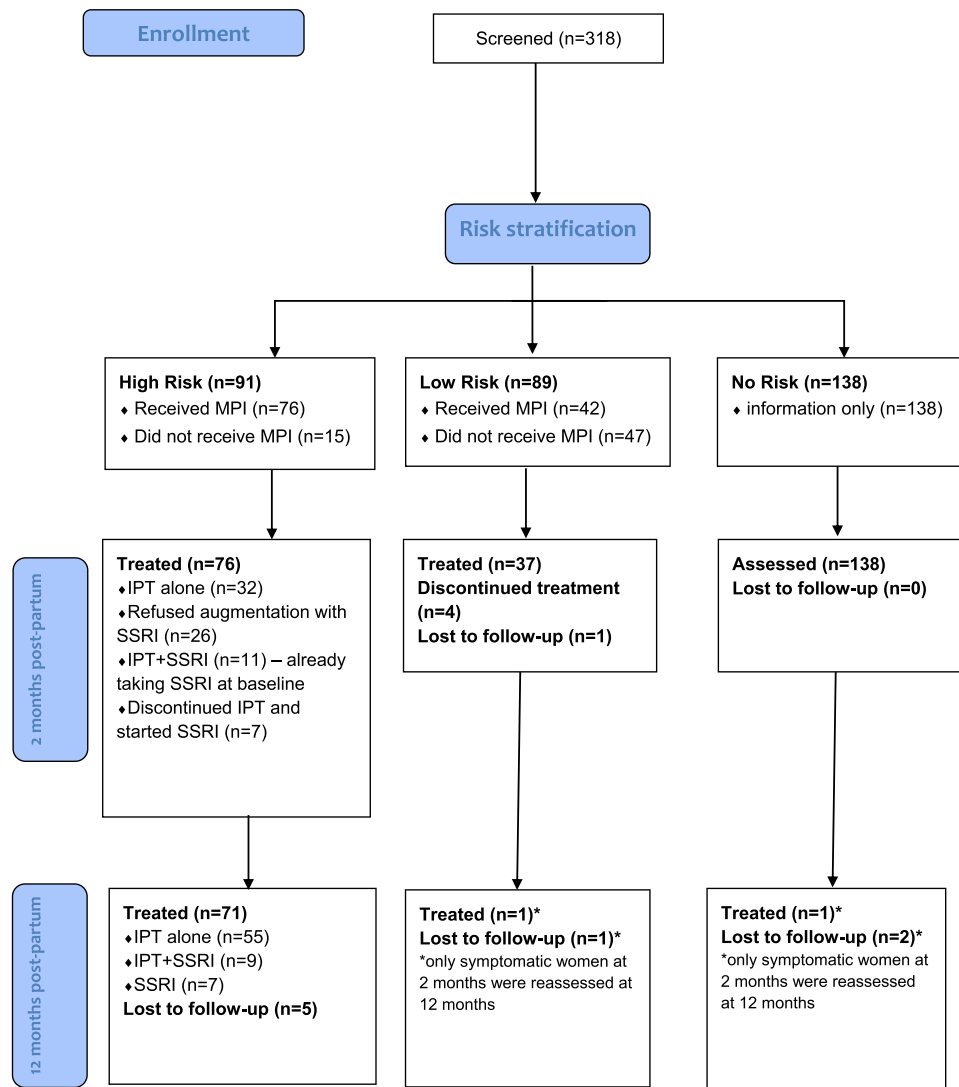 Enrollment
Screened (n=318)
Risk stratification
High Risk (n=91)
♦ Received MPI (n=76)
♦ Did not receive MPI (n=15)
Low Risk (n=89)
♦ Received MPI (n=42)
♦ Did not receive MPI (n=47)
No Risk (n=138)
♦ information only (n=138)
2 months post-partum
Treated (n=76)
♦IPT alone (n=32)
♦Refused augmentation with
SSRI (n=26)
♦IPT+SSRI (n=11) – already
taking SSRI at baseline
♦Discontinued IPT and
started SSRI (n=7)
Treated (n=37)
Discontinued treatment
(n=4)
Lost to follow-up (n=1)
Assessed (n=138)
Lost to follow-up (n=0)
12 months post-partum
Treated (n=71)
♦IPT alone (n=55)
♦IPT+SSRI (n=9)
♦SSRI (n=7)
Lost to follow-up (n=5)
Treated (n=1)*
Lost to follow-up (n=1)*
*only symptomatic women at
2 months were reassessed at
12 months
Treated (n=1)*
Lost to follow-up (n=2)*
*only symptomatic women at
2 months were reassessed
at 12 months